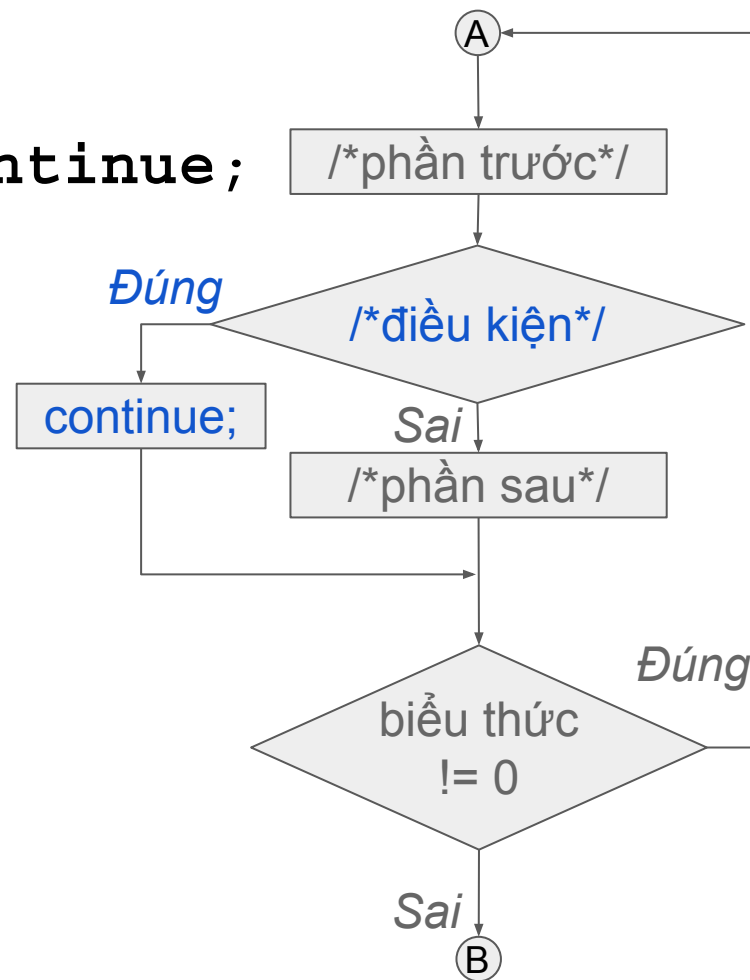 A
ntinue;
/*phần trước*/
Đúng
/*điều kiện*/
continue;
Sai
/*phần sau*/
Đúng
biểu thức
!= 0
Sai
B